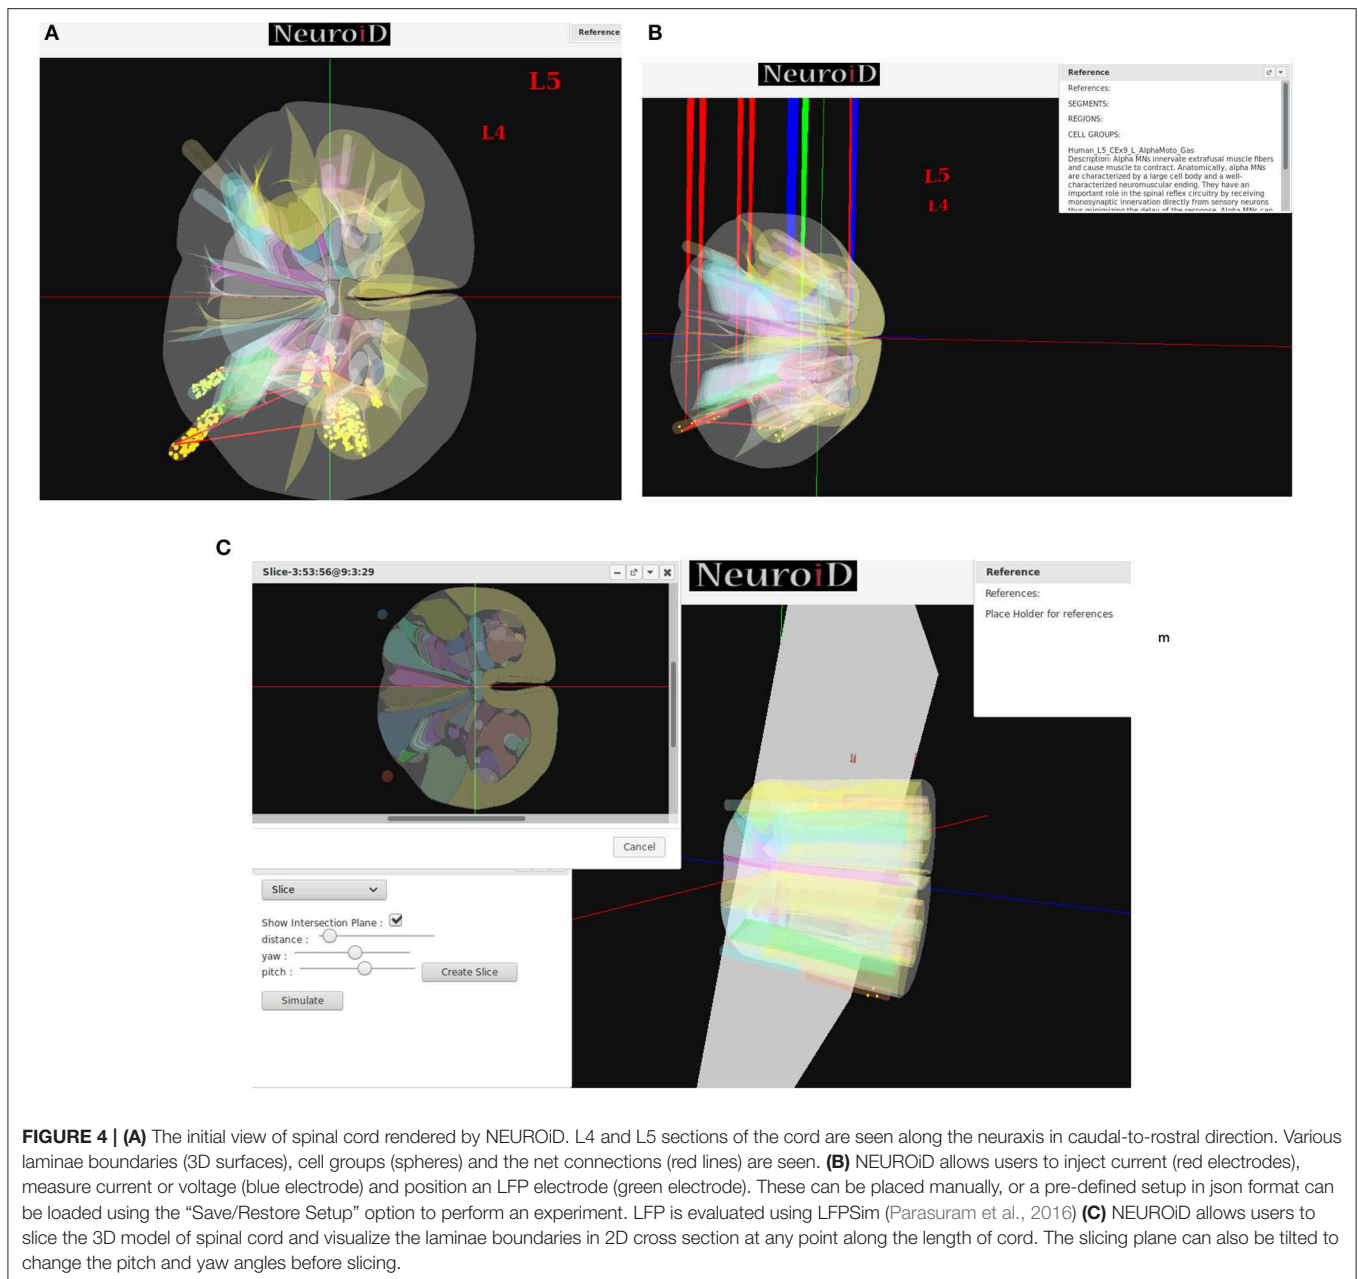 A
NeuroiD
Reference
L5
L4
B
NeuroiD
Reference
References:
SEGMENTS:
REGIONS:
CELL GROUPS:
Human_L5_CEx9_L_AlphaMoto_Gas
Description: Alpha MNs innervate extrafusal muscle fibers
and cause muscle to contract. Anatomically, alpha MNs
are characterized by a large cell body and a well-
characterized neuromuscular ending. They have an
important role in the spinal reflex circuitry by receiving
monosynaptic innervation directly from sensory neurons
thus minimizing the delay of the response. Alpha MNs can
L5
L4
C
Slice-3:53:56@9:3:29
Cancel
Slice
Show Intersection Plane :
distance :
yaw :
pitch :
Create Slice
Simulate
NeuroiD
Reference
References:
Place Holder for references
m
FIGURE 4 | (A) The initial view of spinal cord rendered by NEUROiD. L4 and L5 sections of the cord are seen along the neuraxis in caudal-to-rostral direction. Various
laminae boundaries (3D surfaces), cell groups (spheres) and the net connections (red lines) are seen. (B) NEUROiD allows users to inject current (red electrodes),
measure current or voltage (blue electrode) and position an LFP electrode (green electrode). These can be placed manually, or a pre-defined setup in json format can
be loaded using the “Save/Restore Setup” option to perform an experiment. LFP is evaluated using LFPSim (Parasuram et al., 2016) (C) NEUROiD allows users to
slice the 3D model of spinal cord and visualize the laminae boundaries in 2D cross section at any point along the length of cord. The slicing plane can also be tilted to
change the pitch and yaw angles before slicing.